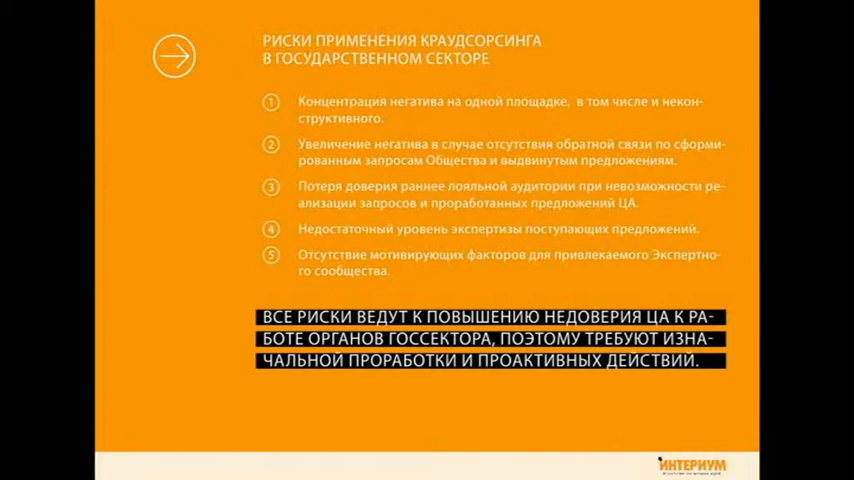 РИСКИ ПРИМЕНЕНИЯ КРАУДСОРСИНГА
В ГОСУДАРСТВЕННОМ СЕКТОРЕ
1 Концентрация негатива на одной площадке, в том числе и некон-
структивного.
2 Увеличение негатива в случае отсутствия обратной связи по сформи-
рованным запросам Общества и выдвинутым предложениям.
3 Потеря доверия раннее лояльной аудитории при невозможности ре-
ализации запросов и проработанных предложений ЦА.
4 Недостаточный уровень экспертизы поступающих предложений.
5 Отсутствие мотивирующих факторов для привлекаемого Экспертно-
го сообщества.
ВСЕ РИСКИ ВЕДУТ К ПОВЫШЕНИЮ НЕДОВЕРИЯ ЦА К РА-
БОТЕ ОРГАНОВ ГОССЕКТОРА, ПОЭТОМУ ТРЕБУЮТ ИЗНА-
ЧАЛЬНОЙ ПРОРАБОТКИ И ПРОАКТИВНЫХ ДЕЙСТВИЙ.
ИНТЕРИУМ